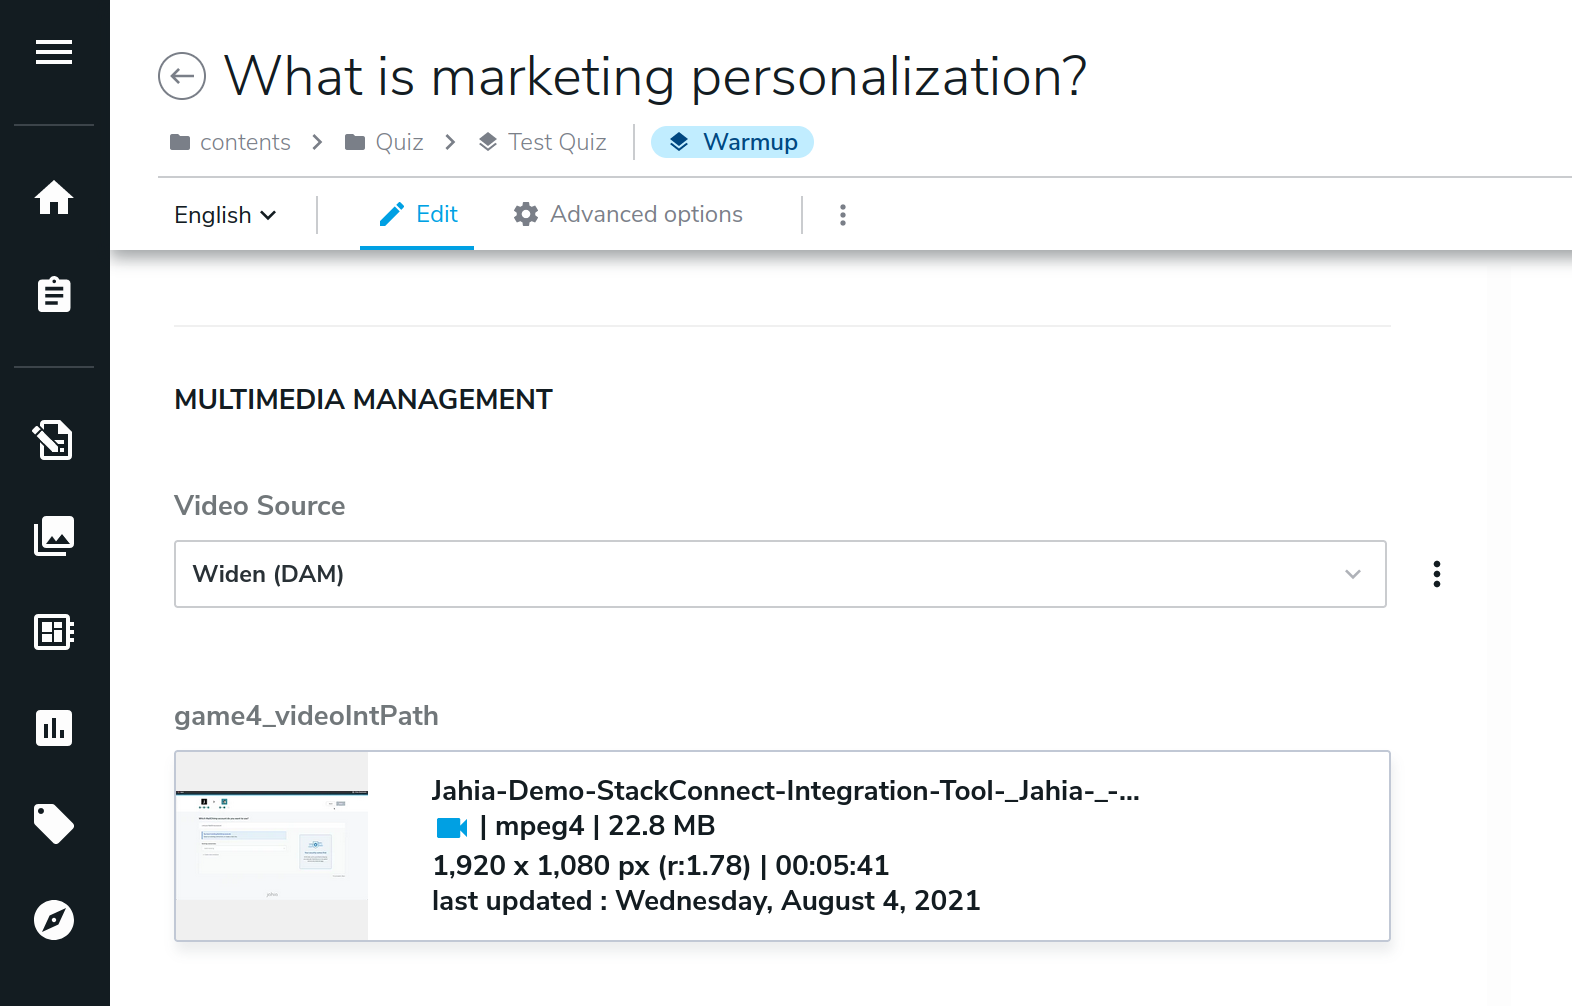 What is marketing personalization?
contents > Quiz > Test Quiz Warmup
English Edit Advanced options
MULTIMEDIA MANAGEMENT
Video Source
Widen (DAM)
game4_videoIntPath
Jahia-Demo-StackConnect-Integration-Tool-_Jahia-_-...
| mpeg4 | 22.8 MB
1,920 x 1,080 px (r:1.78) | 00:05:41
last updated : Wednesday, August 4, 2021